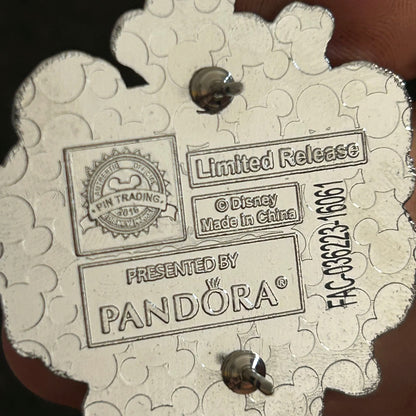 PIN TRADING
2016
Limited Release
© Disney
Made in China
PRESENTED BY
PANDORA®
FAC-036223-16061